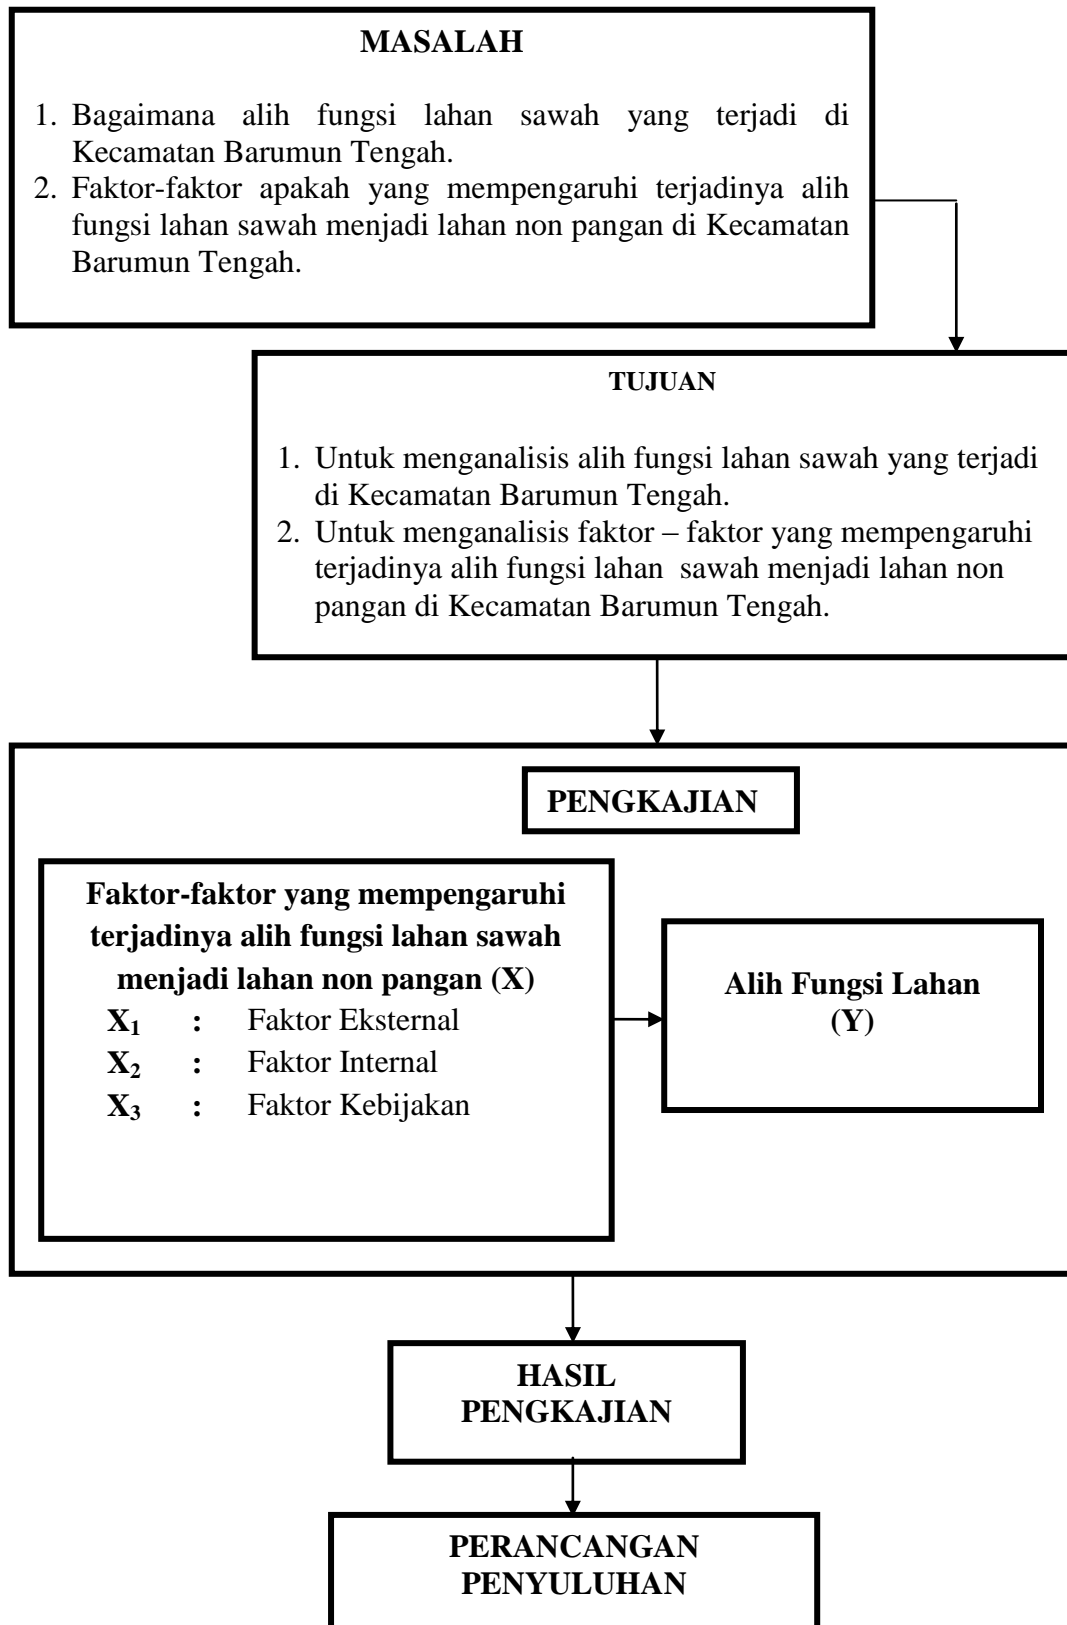 MASALAH
1. Bagaimana alih fungsi lahan sawah yang terjadi di
Kecamatan Barumun Tengah.
2. Faktor-faktor apakah yang mempengaruhi terjadinya alih
fungsi lahan sawah menjadi lahan non pangan di Kecamatan
Barumun Tengah.
TUJUAN
1. Untuk menganalisis alih fungsi lahan sawah yang terjadi
di Kecamatan Barumun Tengah.
2. Untuk menganalisis faktor – faktor yang mempengaruhi
terjadinya alih fungsi lahan sawah menjadi lahan non
pangan di Kecamatan Barumun Tengah.
PENGKAJIAN
Faktor-faktor yang mempengaruhi
terjadinya alih fungsi lahan sawah
menjadi lahan non pangan (X)
X₁ : Faktor Eksternal
X₂ : Faktor Internal
X₃ : Faktor Kebijakan
Alih Fungsi Lahan
(Y)
HASIL
PENGKAJIAN
PERANCANGAN
PENYULUHAN